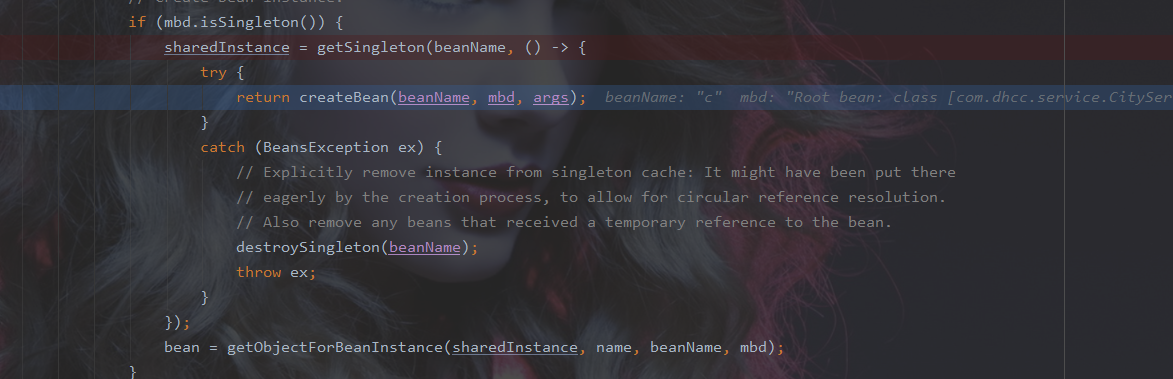 // Create bean instance.
if (mbd.isSingleton()) {
sharedInstance = getSingleton(beanName, () -> {
try {
return createBean(beanName, mbd, args); beanName: "c" mbd: "Root bean: class [com.dhcc.service.CitySer
}
catch (BeansException ex) {
// Explicitly remove instance from singleton cache: It might have been put there
// eagerly by the creation process, to allow for circular reference resolution.
// Also remove any beans that received a temporary reference to the bean.
destroySingleton(beanName);
throw ex;
}
});
bean = getObjectForBeanInstance(sharedInstance, name, beanName, mbd);
}